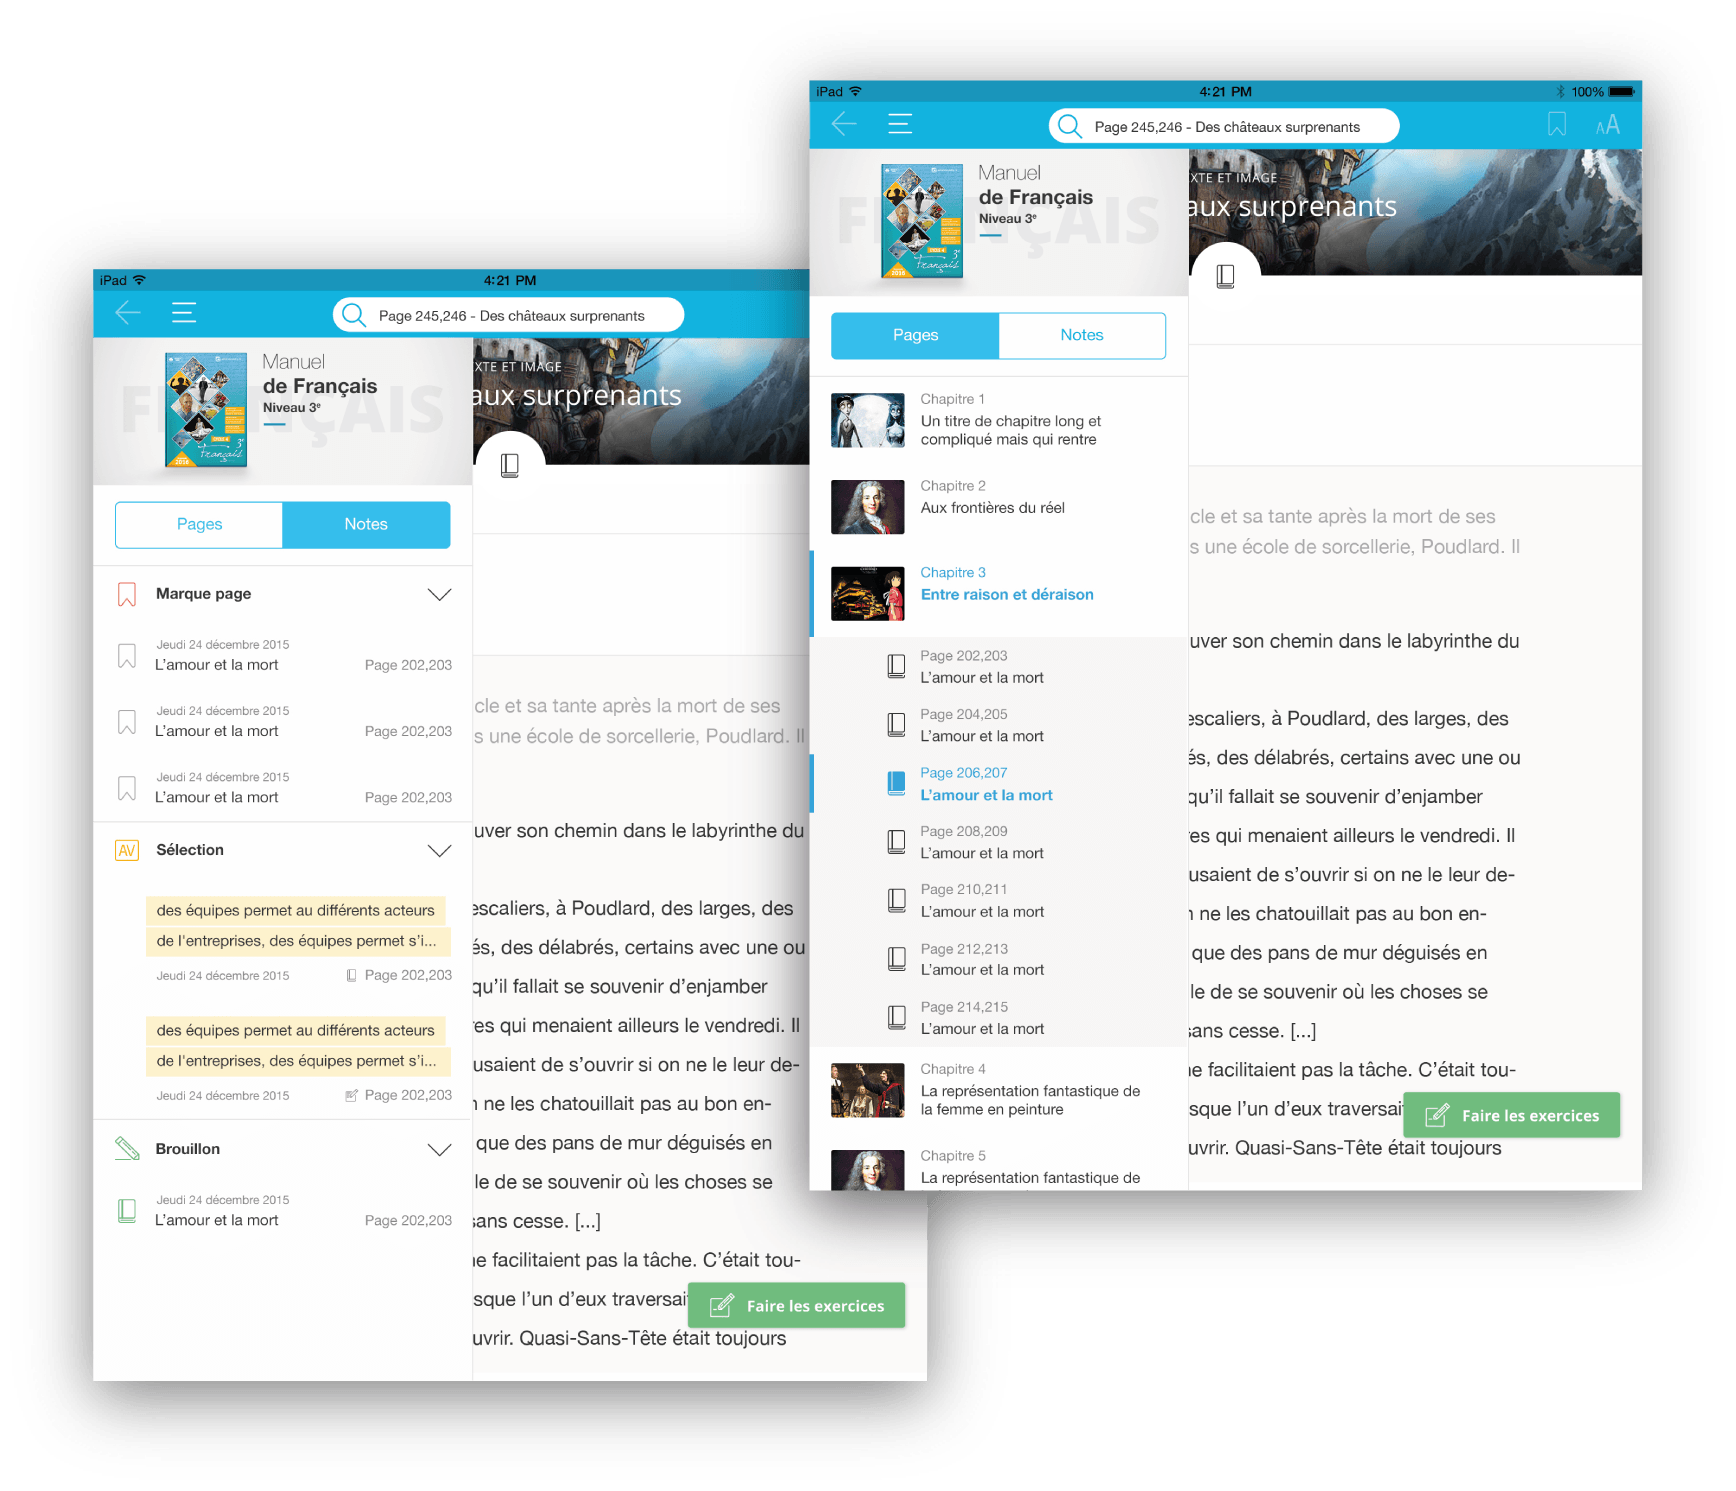 iPad
4:21 PM
Page 245,246 - Des châteaux surprenants
FRANÇAIS
Manuel
de Français
Niveau 3e
XTE ET IMAGE
aux surprenants
Pages
Notes
Marque page
Jeudi 24 décembre 2015
L'amour et la mort
Page 202,203
Jeudi 24 décembre 2015
L'amour et la mort
Page 202,203
Jeudi 24 décembre 2015
L'amour et la mort
Page 202,203
AV
Sélection
des équipes permet au différents acteurs
de l'entreprises, des équipes permet s'i...
Jeudi 24 décembre 2015
Page 202,203
des équipes permet au différents acteurs
de l'entreprises, des équipes permet s'i...
Jeudi 24 décembre 2015
Page 202,203
Brouillon
Jeudi 24 décembre 2015
L'amour et la mort
Page 202,203
cle et sa tante après la mort de ses
s une école de sorcellerie, Poudlard. Il
uver son chemin dans le labyrinthe du
escaliers, à Poudlard, des larges, des
és, des délabrés, certains avec une ou
qu'il fallait se souvenir d'enjamber
res qui menaient ailleurs le vendredi. Il
usaient de s'ouvrir si on ne le leur de-
n ne les chatouillait pas au bon en-
que des pans de mur déguisés en
le de se souvenir où les choses se
sans cesse. [...]
ne facilitaient pas la tâche. C'était tou-
sque l'un d'eux traversai
uvrir. Quasi-Sans-Tête était toujours
Faire les exercices
iPad
4:21 PM
100%
Page 245,246 - Des châteaux surprenants
AA
FRANÇAIS
Manuel
de Français
Niveau 3e
XTE ET IMAGE
aux surprenants
Pages
Notes
Chapitre 1
Un titre de chapitre long et
compliqué mais qui rentre
Chapitre 2
Aux frontières du réel
Chapitre 3
Entre raison et déraison
Page 202,203
L'amour et la mort
Page 204,205
L'amour et la mort
Page 206,207
L'amour et la mort
Page 208,209
L'amour et la mort
Page 210,211
L'amour et la mort
Page 212,213
L'amour et la mort
Page 214,215
L'amour et la mort
Chapitre 4
La représentation fantastique de
la femme en peinture
Chapitre 5
La représentation fantastique de
cle et sa tante après la mort de ses
s une école de sorcellerie, Poudlard. Il
uver son chemin dans le labyrinthe du
escaliers, à Poudlard, des larges, des
és, des délabrés, certains avec une ou
qu'il fallait se souvenir d'enjamber
res qui menaient ailleurs le vendredi. Il
usaient de s'ouvrir si on ne le leur de-
n ne les chatouillait pas au bon en-
que des pans de mur déguisés en
le de se souvenir où les choses se
sans cesse. [...]
ne facilitaient pas la tâche. C'était tou-
sque l'un d'eux traversai
uvrir. Quasi-Sans-Tête était toujours
Faire les exercices